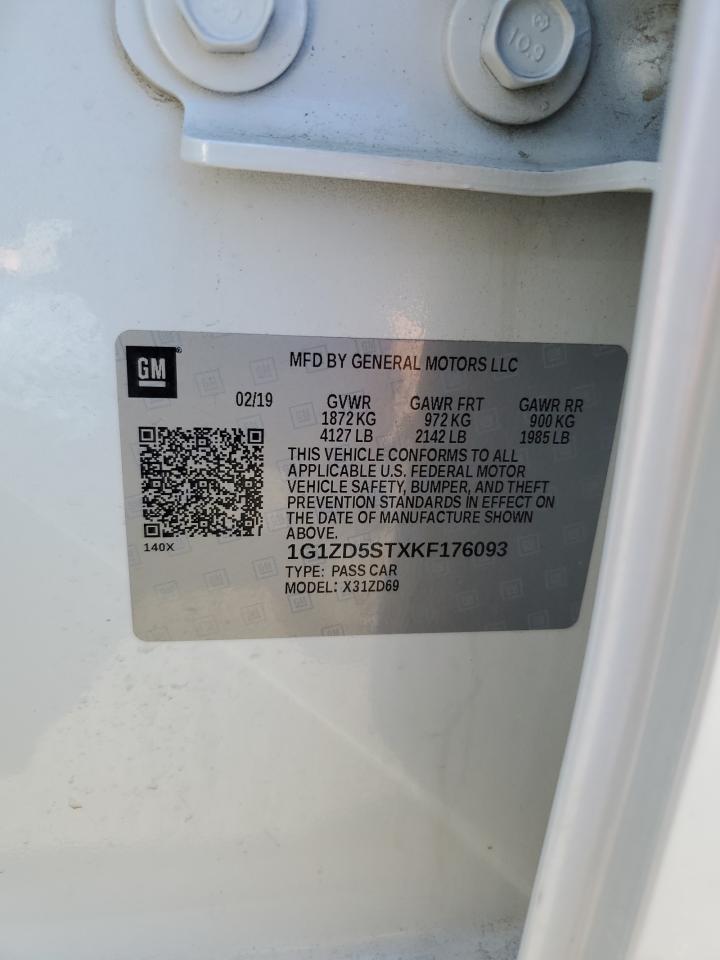 10.9
GM
MFD BY GENERAL MOTORS LLC
02/19 GVWR GAWR FRT GAWR RR
1872 KG 972 KG 900 KG
4127 LB 2142 LB 1985 LB
THIS VEHICLE CONFORMS TO ALL
APPLICABLE U.S. FEDERAL MOTOR
VEHICLE SAFETY, BUMPER, AND THEFT
PREVENTION STANDARDS IN EFFECT ON
THE DATE OF MANUFACTURE SHOWN
ABOVE.
140X
1G1ZD5STXKF176093
TYPE: PASS CAR
MODEL: X31ZD69